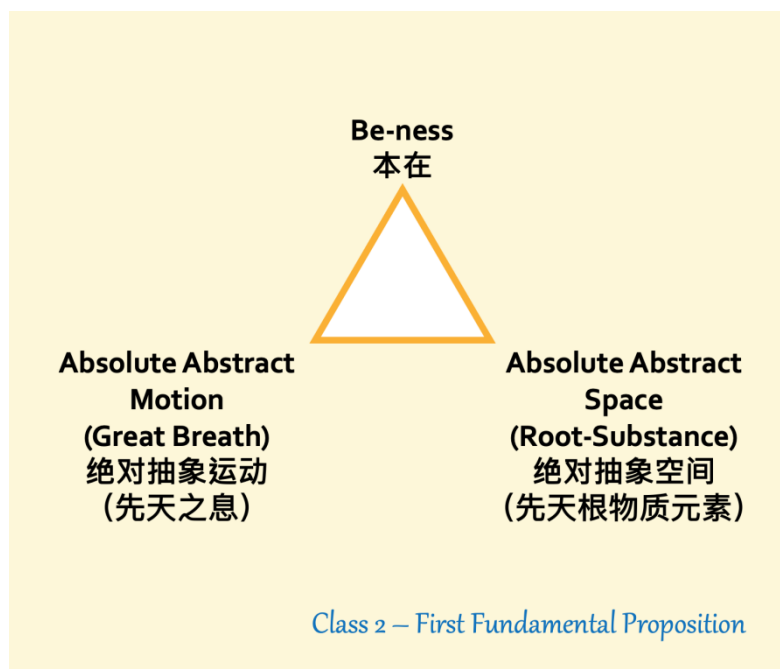 Be-ness
本在
Absolute Abstract
Motion
(Great Breath)
绝对抽象运动
（先天之息）
Absolute Abstract
Space
(Root-Substance)
绝对抽象空间
（先天根物质元素）
Class 2 – First Fundamental Proposition